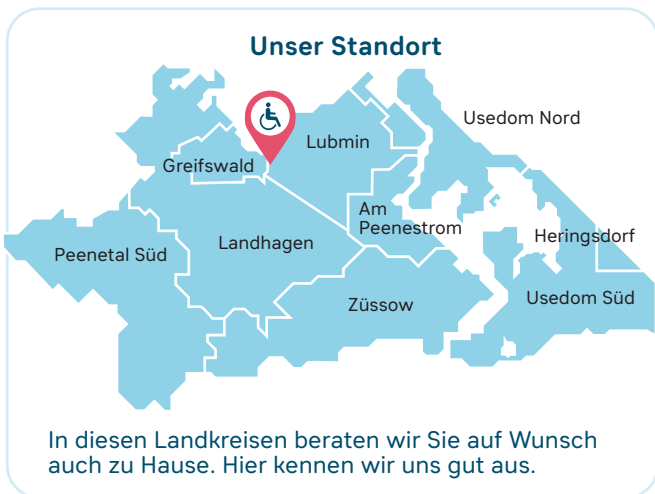 Unser Standort
Usedom Nord
Lubmin
Greifswald
Am
Peenestrom
Heringsdorf
Landhagen
Peenetal Süd
Usedom Süd
Züssow
In diesen Landkreisen beraten wir Sie auf Wunsch
auch zu Hause. Hier kennen wir uns gut aus.